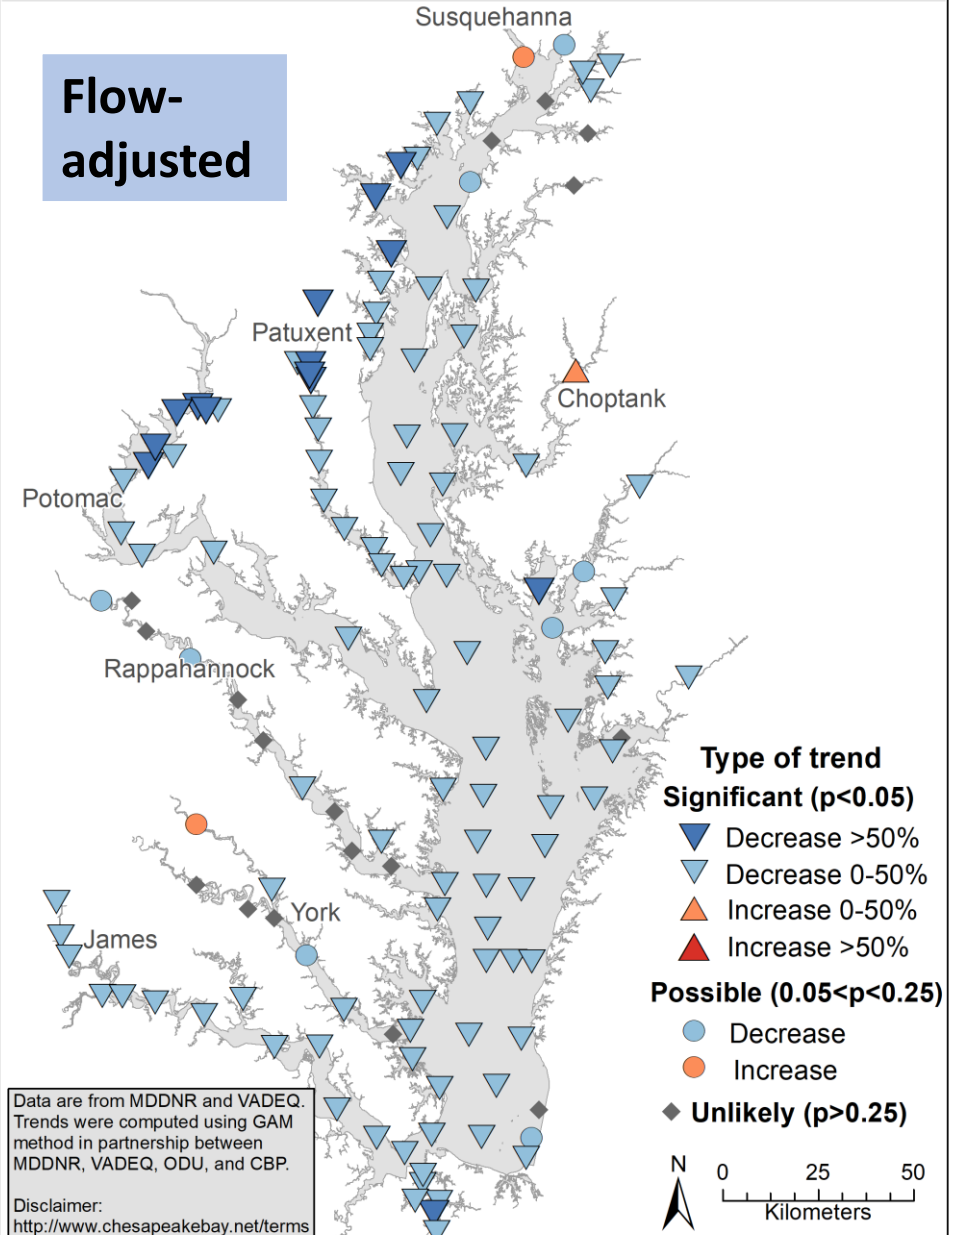 Susquehanna
Flow-
adjusted
Patuxent
Choptank
Potomac
Rappahannock
York
James
Type of trend
Significant (p<0.05)
Decrease >50%
Decrease 0-50%
Increase 0-50%
Increase >50%
Possible (0.05<p<0.25)
Decrease
Increase
Unlikely (p>0.25)
Data are from MDDNR and VADEQ.
Trends were computed using GAM
method in partnership between
MDDNR, VADEQ, ODU, and CBP.
Disclaimer:
http://www.chesapeakebay.net/terms
N
0 25 50
Kilometers